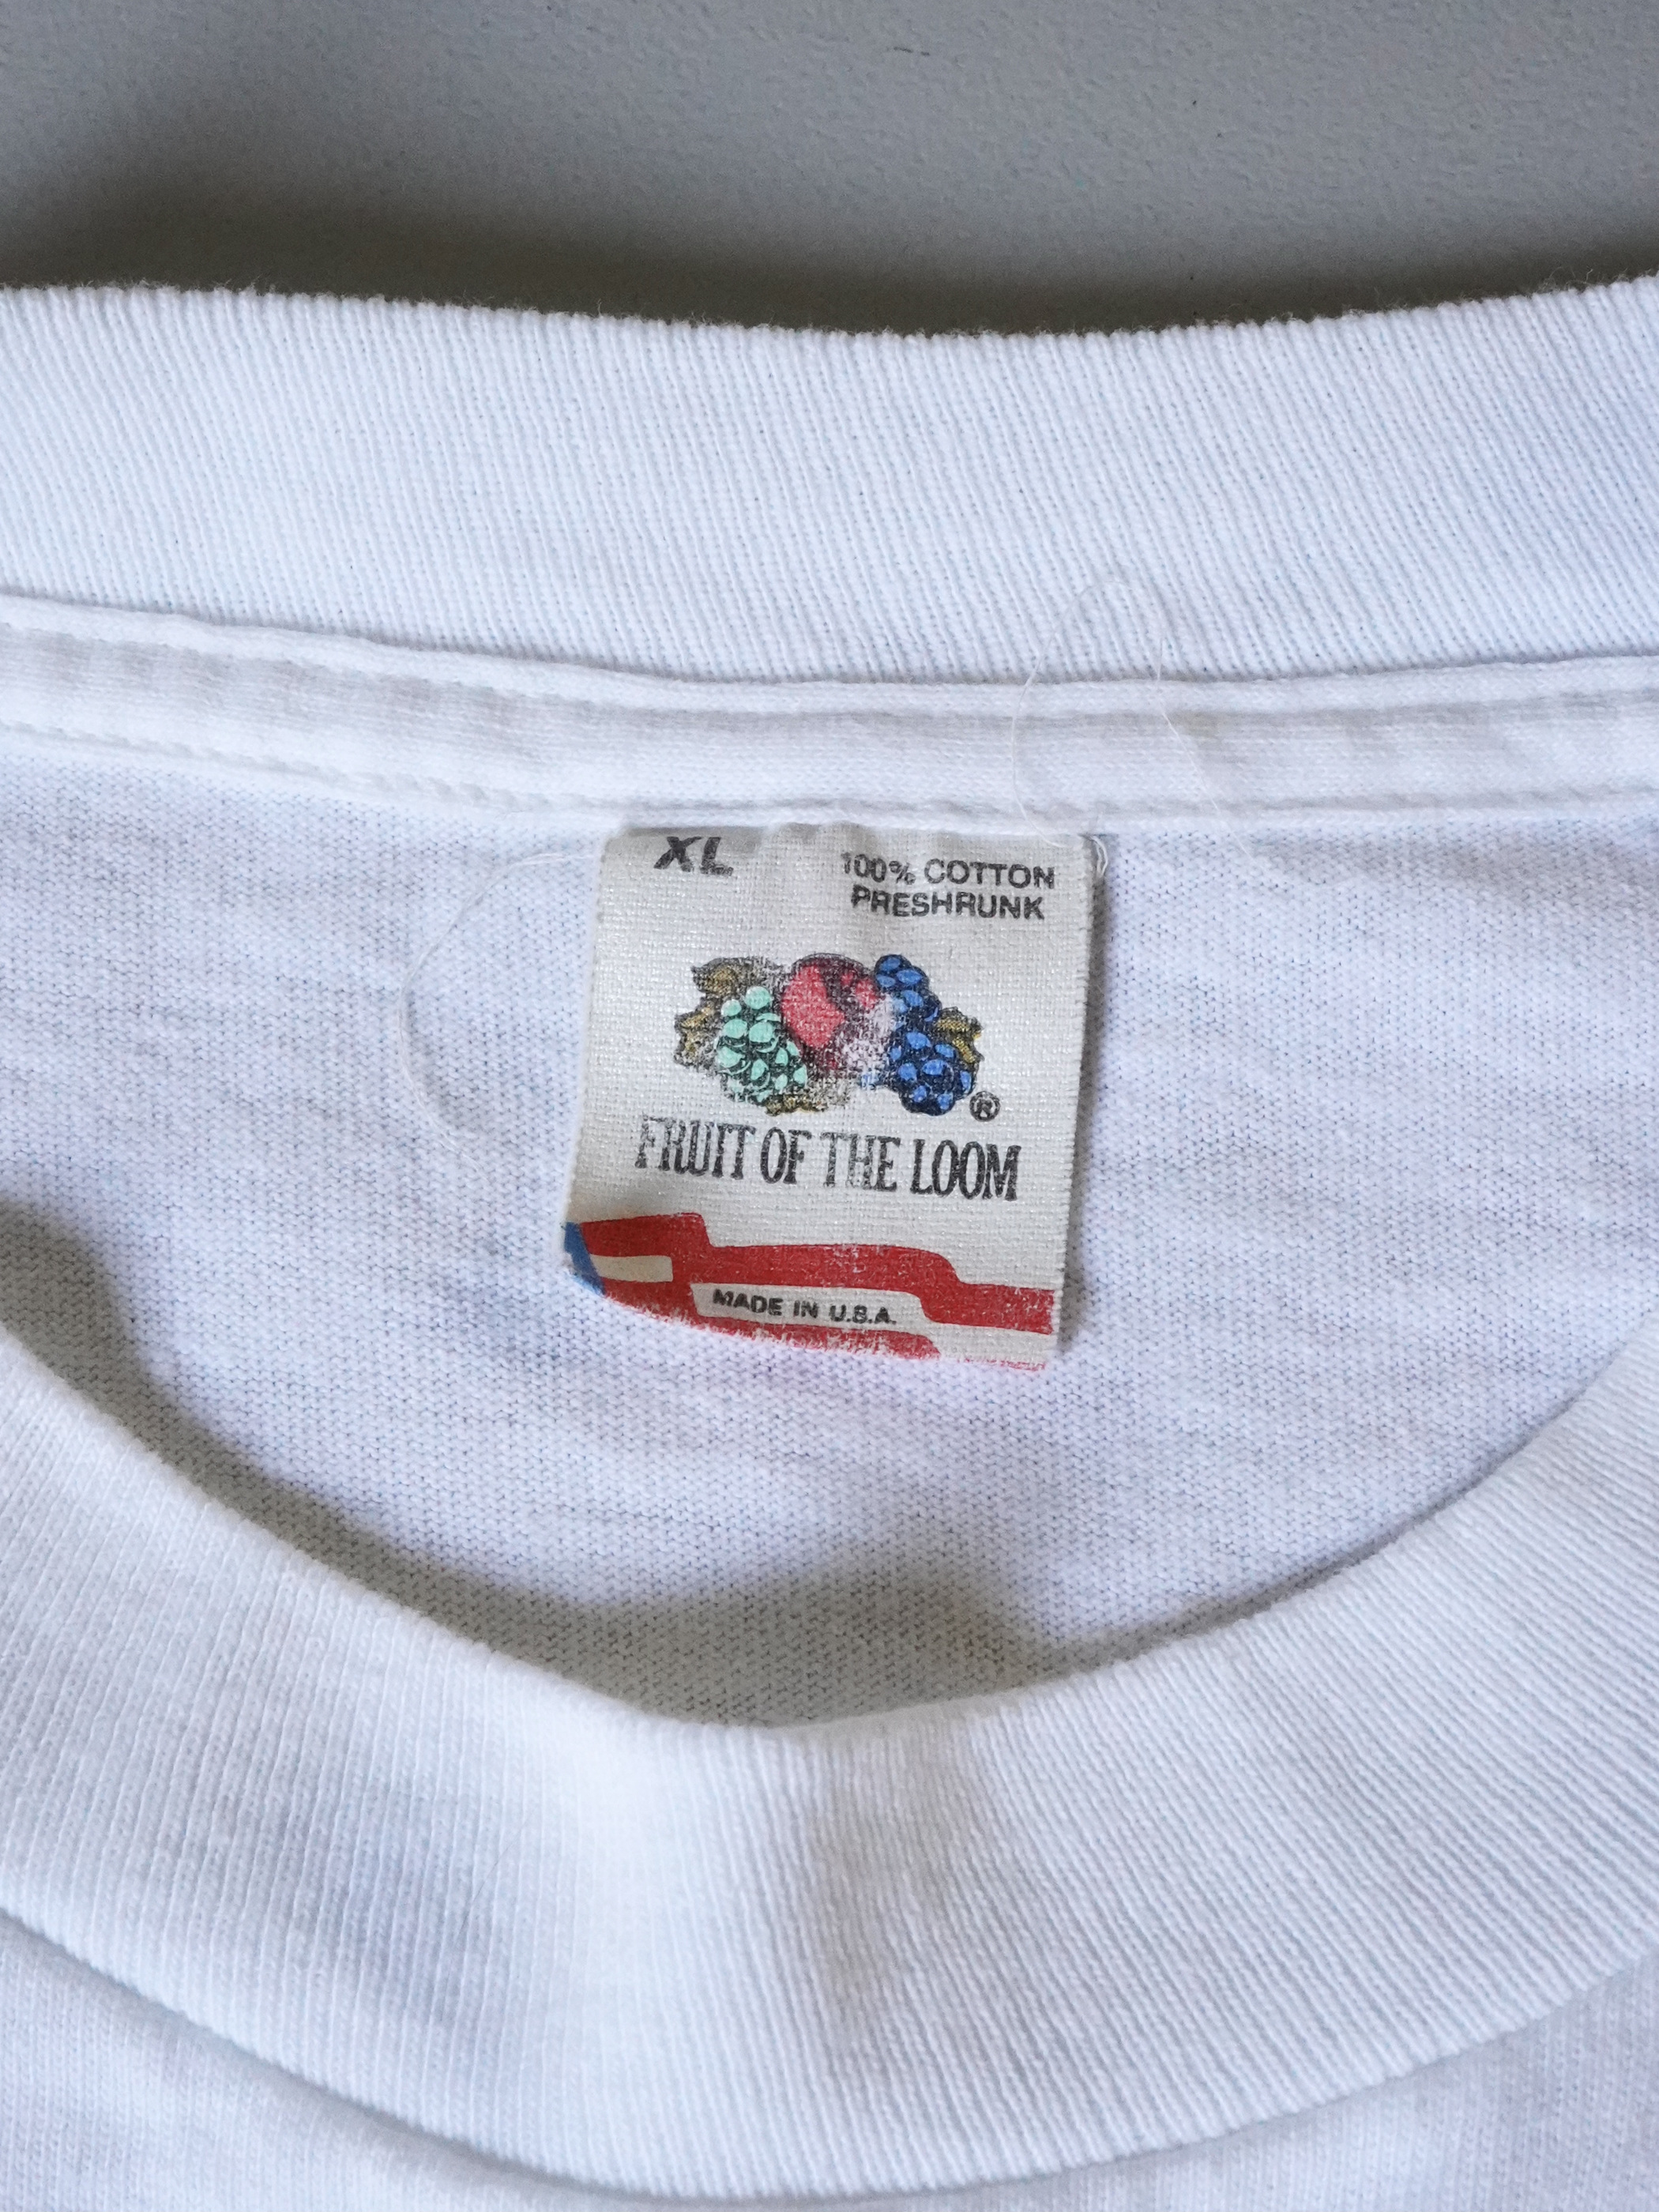 XL
100% COTTON
PRESHRUNK
®
FRUIT OF THE LOOM
MADE IN U.S.A.